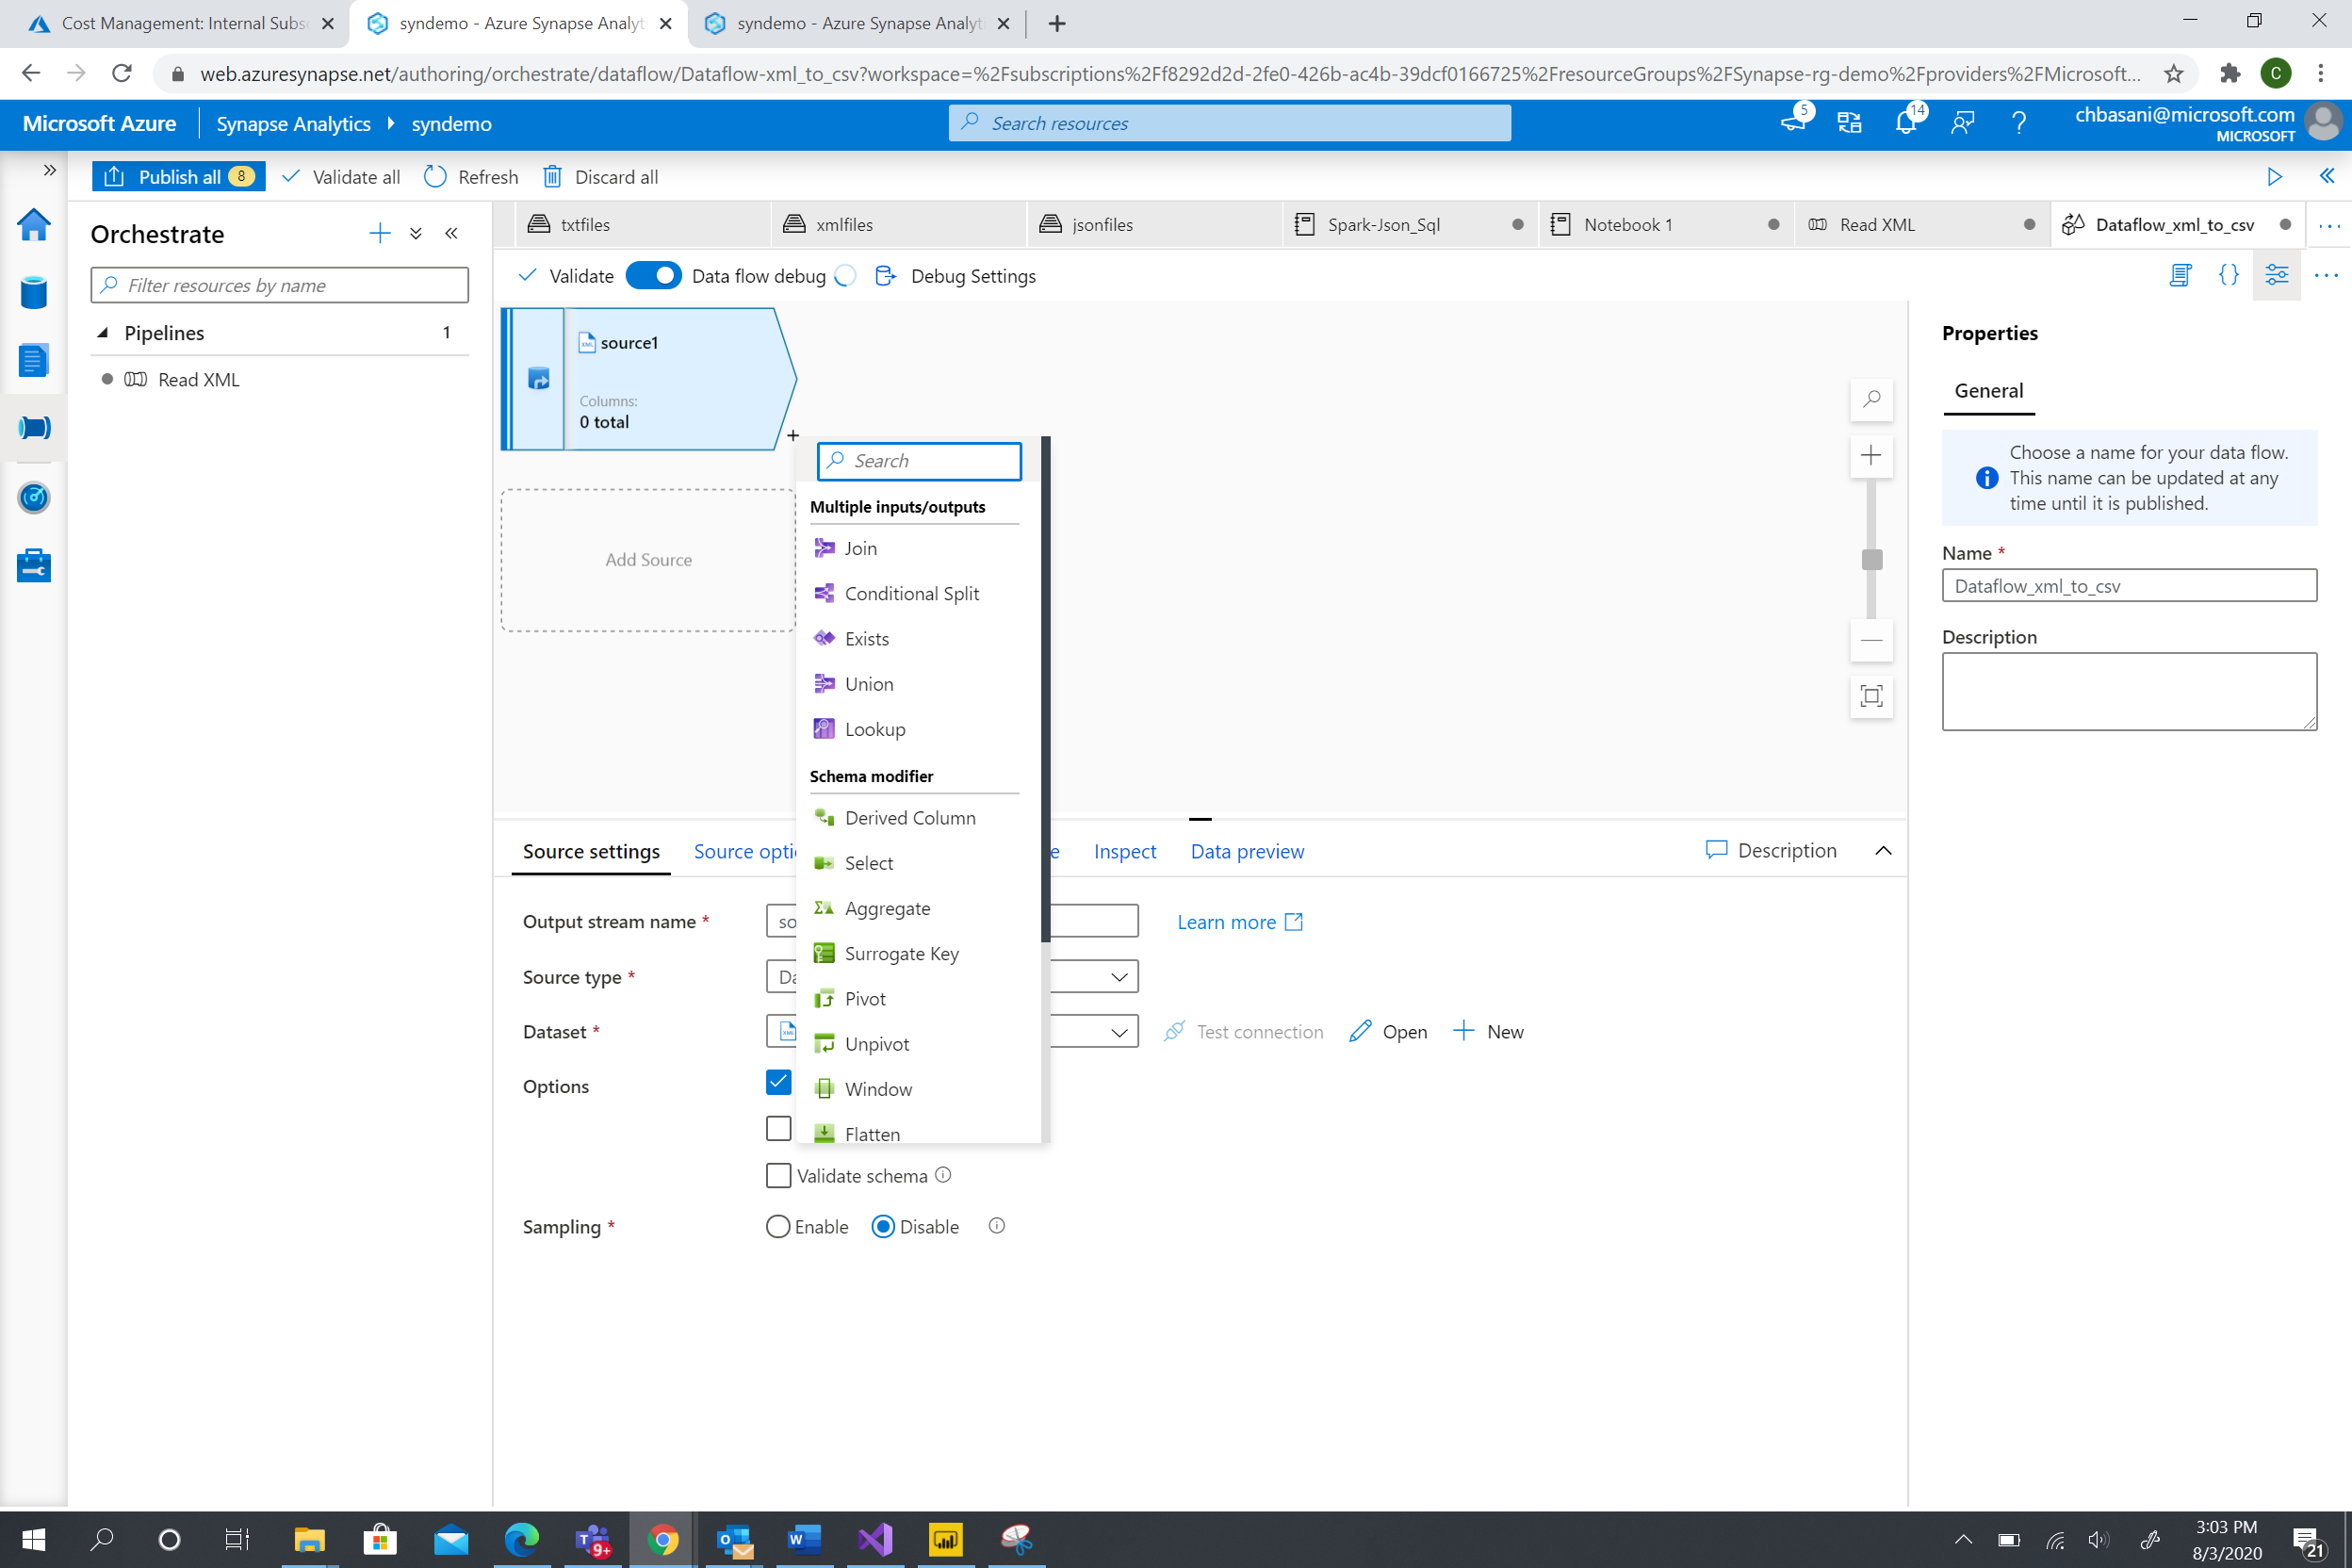 Cost Management: Internal Subs
syndemo - Azure Synapse Analyt
syndemo - Azure Synapse Analyt
web.azuresynapse.net/authoring/orchestrate/dataflow/Dataflow-xml_to_csv?workspace=%2Fsubscriptions%2Ff8292d2d-2fe0-426b-ac4b-39dcf0166725%2FresourceGroups%2FSynapse-rg-demo%2Fproviders%2FMicrosoft...
C
Microsoft Azure
Synapse Analytics
syndemo
Search resources
5
14
chbasani@microsoft.com
MICROSOFT
Publish all 8
Validate all
Refresh
Discard all
Orchestrate
Filter resources by name
Pipelines 1
Read XML
txtfiles
xmlfiles
jsonfiles
Spark-Json_Sql
Notebook 1
Read XML
Dataflow_xml_to_csv
Validate
Data flow debug
Debug Settings
source1
Columns:
0 total
Add Source
Search
Multiple inputs/outputs
Join
Conditional Split
Exists
Union
Lookup
Schema modifier
Derived Column
Select
Aggregate
Surrogate Key
Pivot
Unpivot
Window
Flatten
Properties
General
Choose a name for your data flow.
This name can be updated at any
time until it is published.
Name *
Dataflow_xml_to_csv
Description
Source settings
Source opti
e
Inspect
Data preview
Description
Output stream name *
so
Learn more
Source type *
Da
Dataset *
XML
Test connection
Open
New
Options
Validate schema
Sampling *
Enable
Disable
9+
3:03 PM
8/3/2020
21